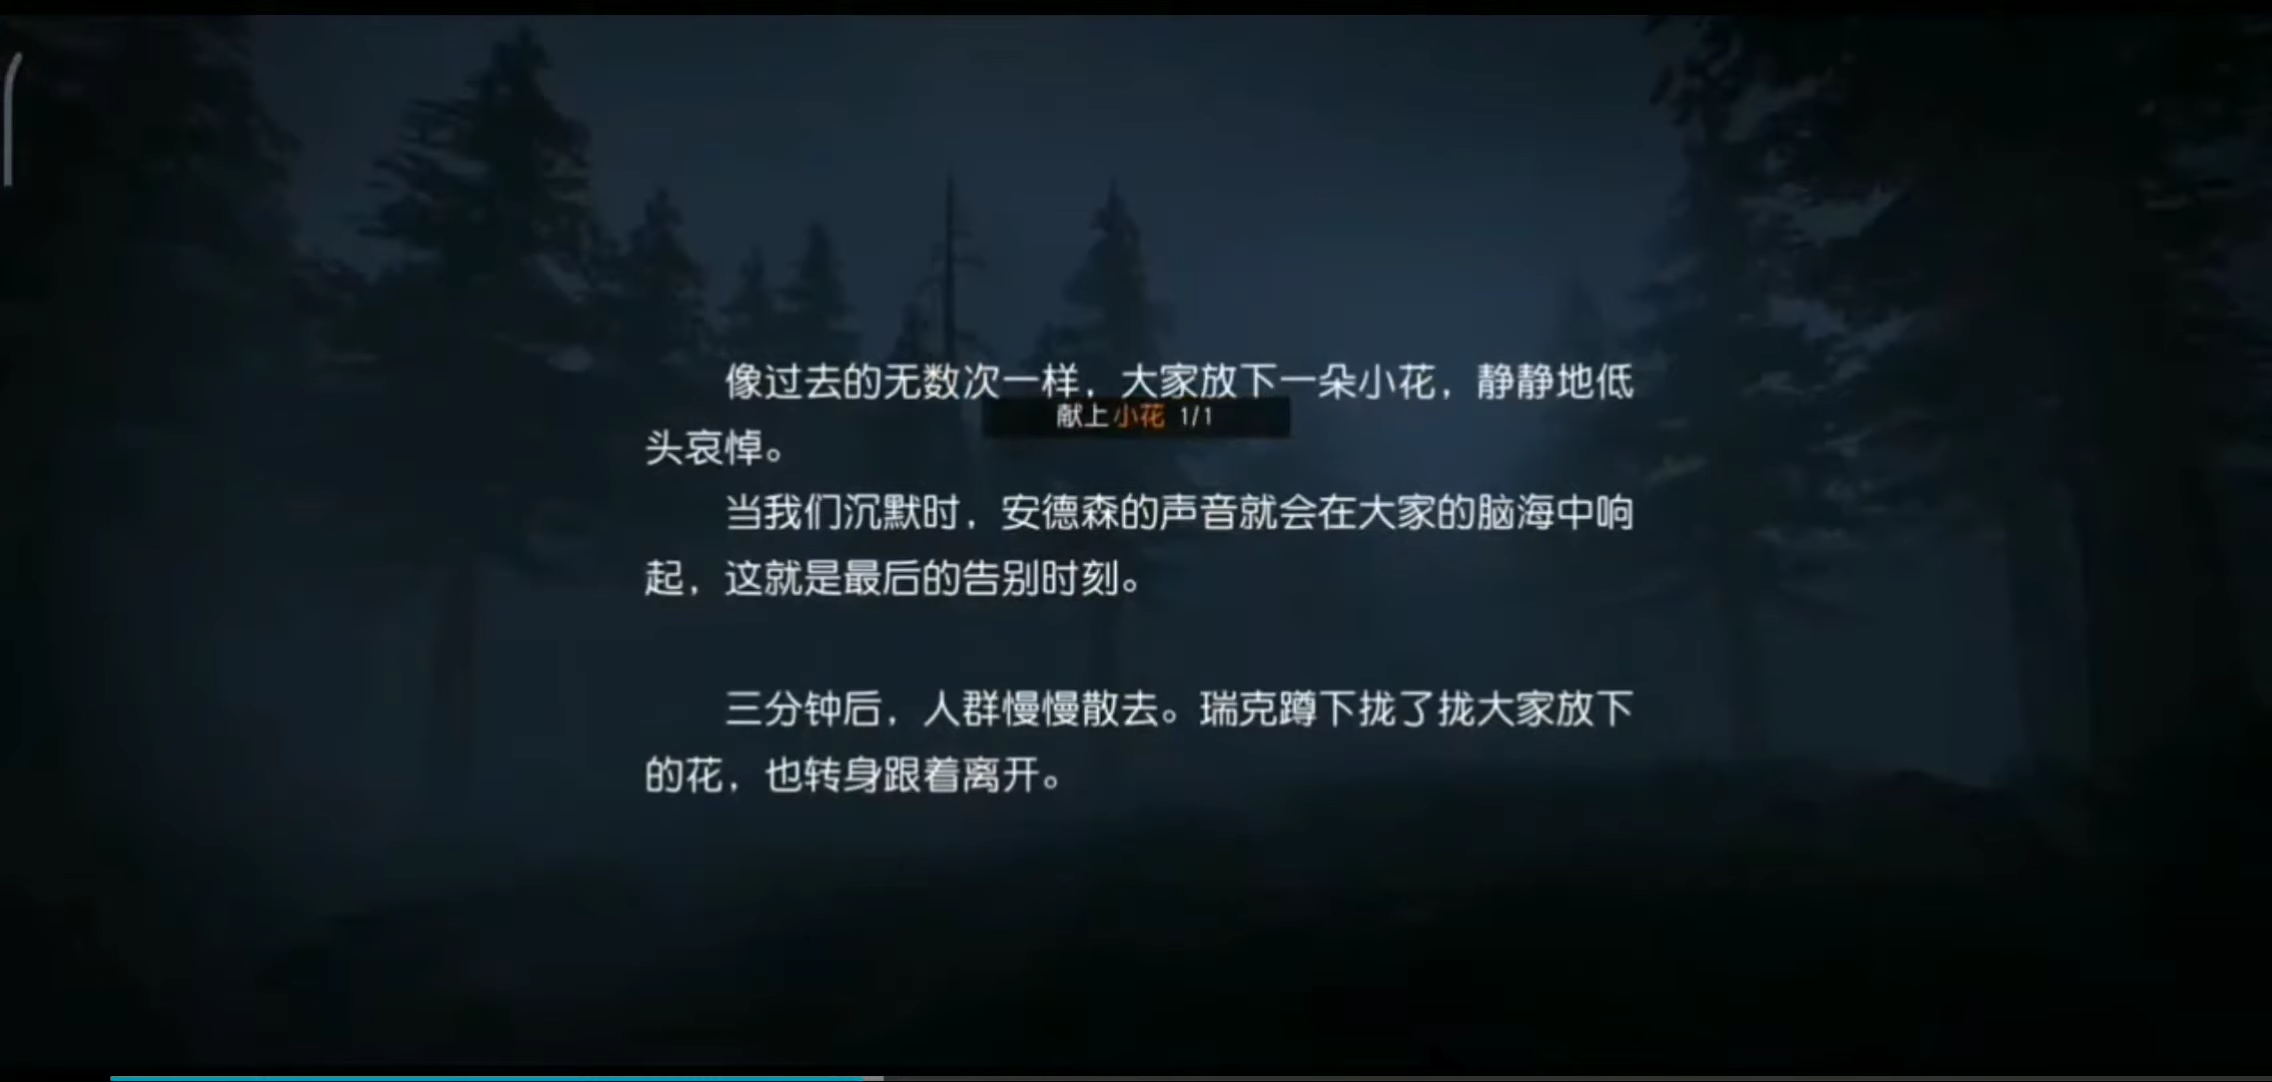 像过去的无数次一样，大家放下一朵小花，静静地低
献上小花 1/1
头哀悼。
当我们沉默时，安德森的声音就会在大家的脑海中响
起，这就是最后的告别时刻。
三分钟后，人群慢慢散去。瑞克蹲下拢了拢大家放下
的花，也转身跟着离开。